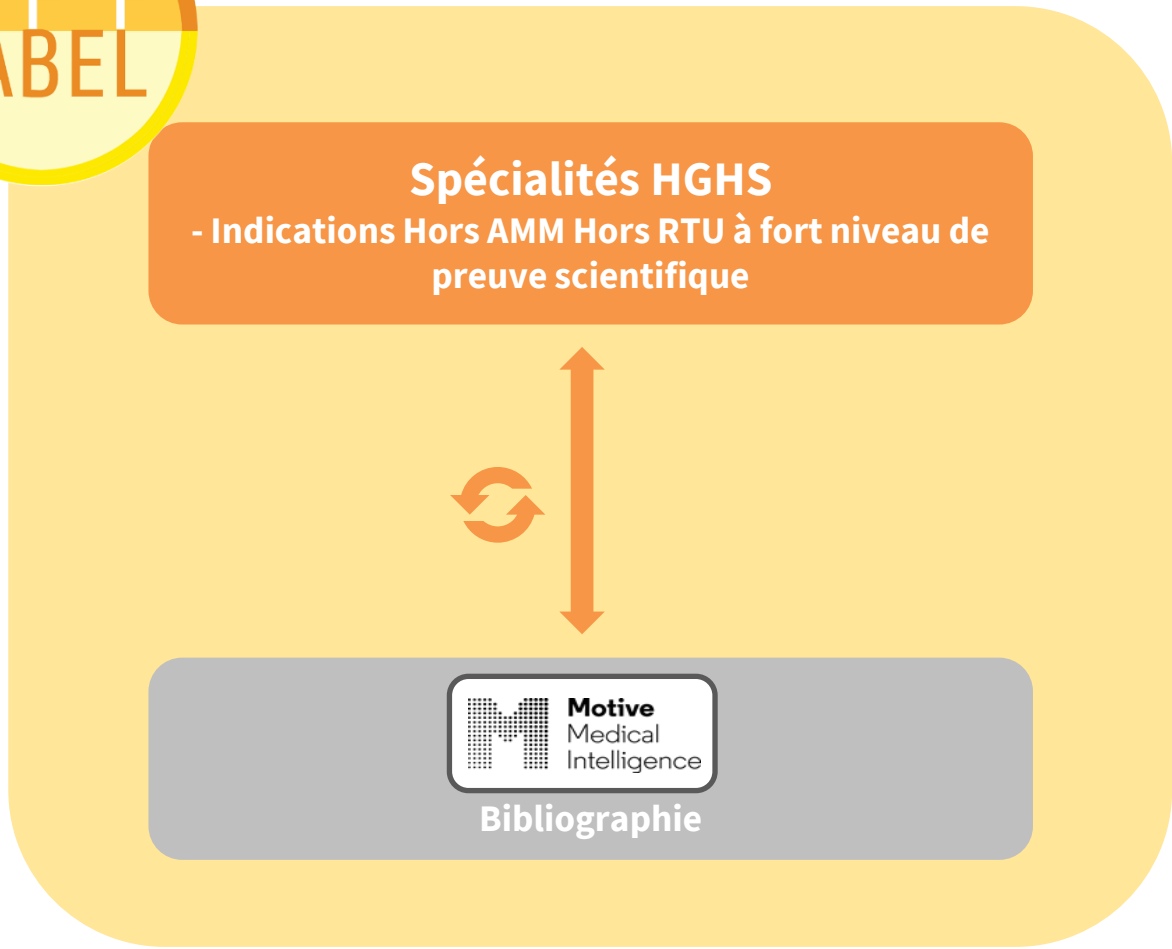 ABEL
Spécialités HGHS
- Indications Hors AMM Hors RTU à fort niveau de
preuve scientifique
Motive
Medical
Intelligence
Bibliographie